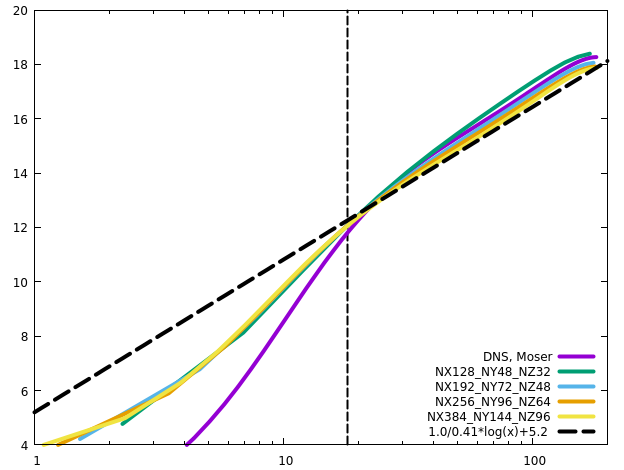 20
18
16
14
12
10
8
6
4
1
10
100
DNS, Moser
NX128_NY48_NZ32
NX192_NY72_NZ48
NX256_NY96_NZ64
NX384_NY144_NZ96
1.0/0.41*log(x)+5.2